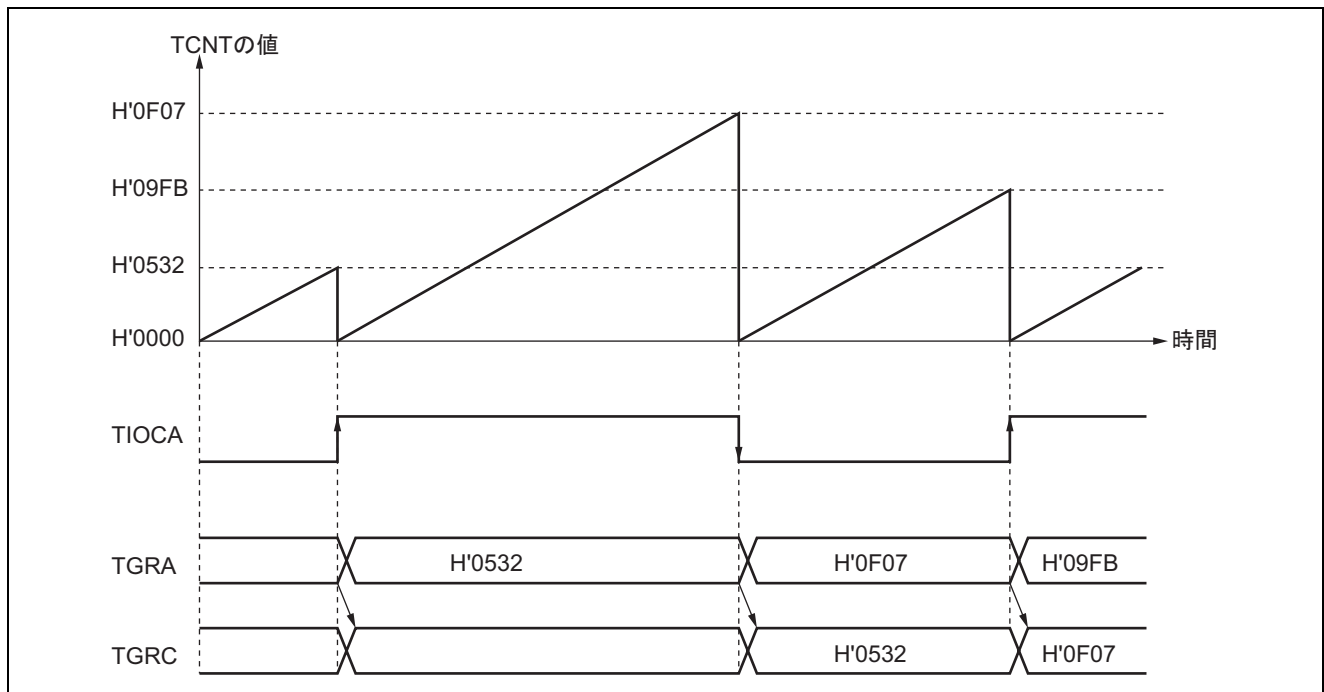 TCNTの値
H'0F07
H'09FB
H'0532
H'0000
時間
TIOCA
TGRA
H'0532
H'0F07
H'09FB
TGRC
H'0532
H'0F07